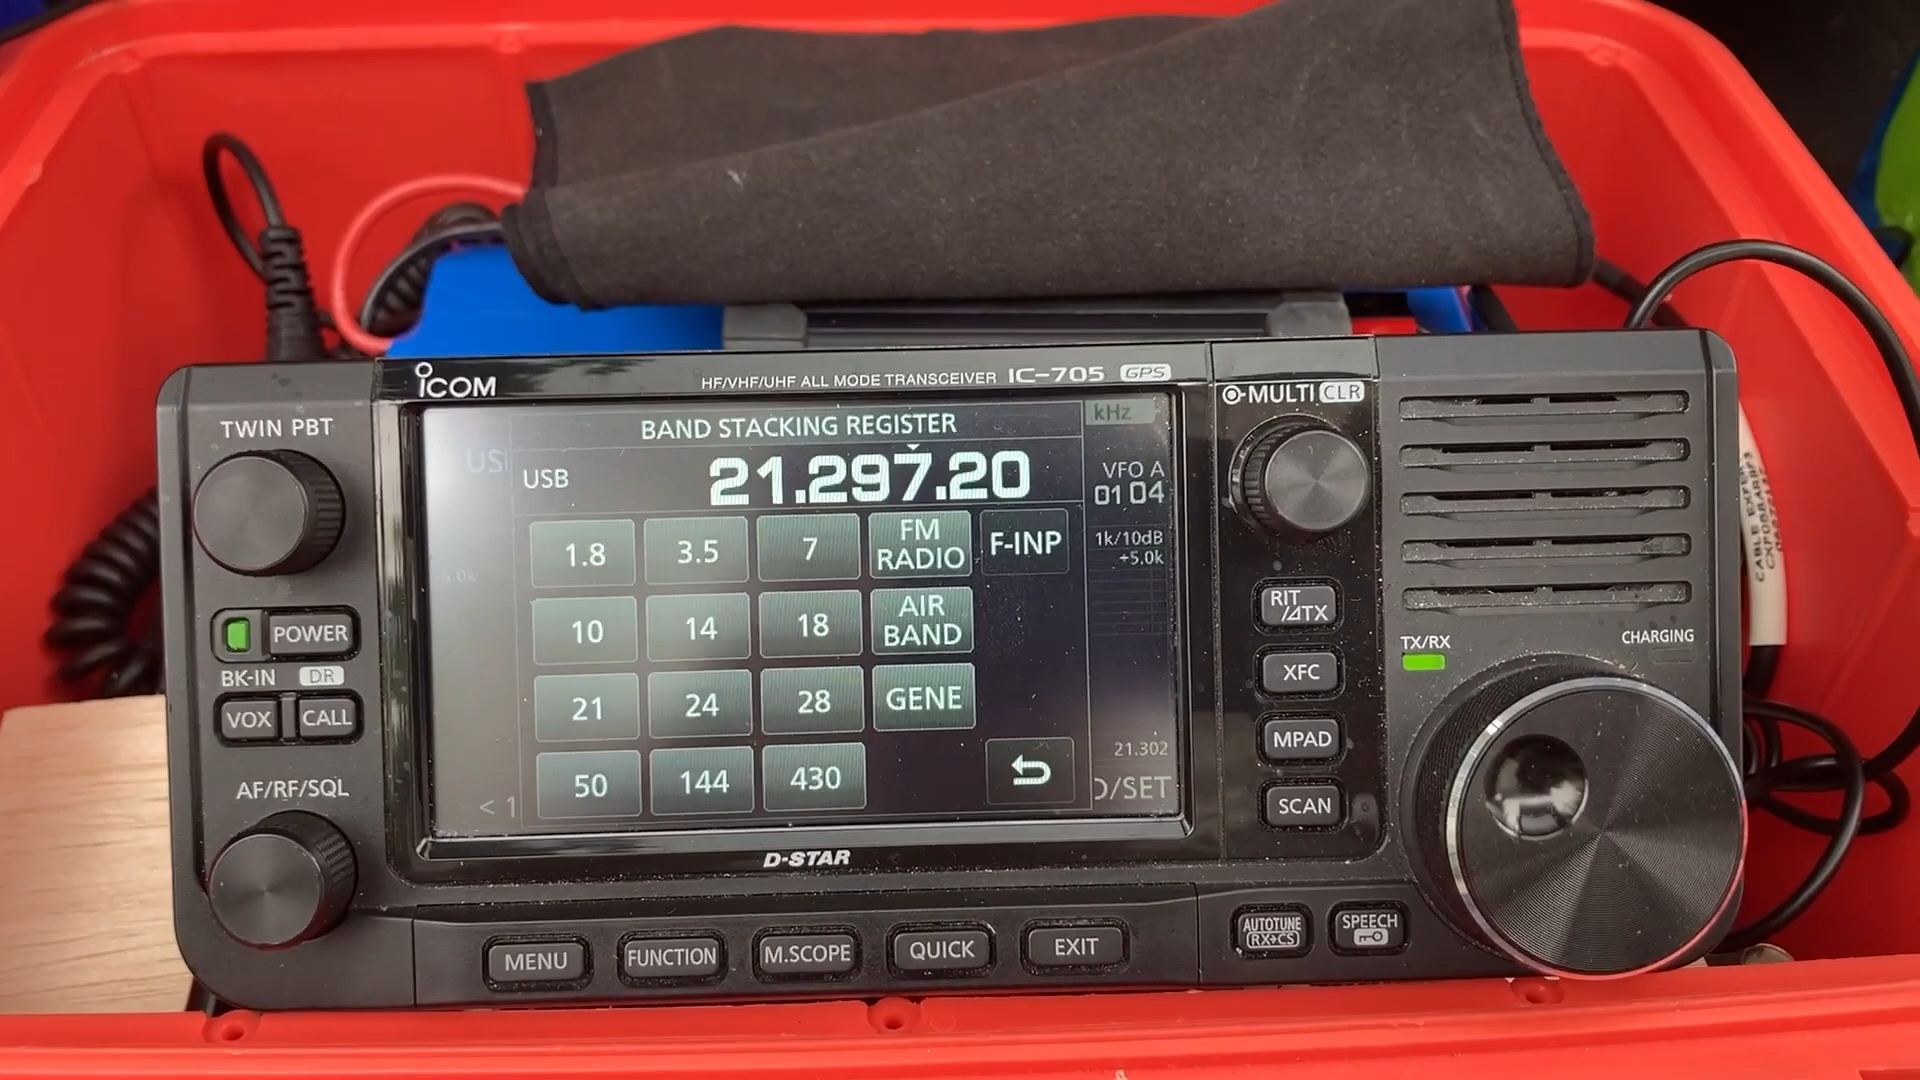 ICOM
HF/VHF/UHF ALL MODE TRANSCEIVER IC-705 GPS
TWIN PBT
POWER
BK-IN DR
VOX CALL
AF/RF/SQL
BAND STACKING REGISTER
kHz
USB 21.297.20
VFO A
01 04
1.8 3.5 7 FM RADIO F-INP
1k/10dB
+5.0k
10 14 18 AIR BAND
21 24 28 GENE
50 144 430
21.302
< 1
D/SET
D-STAR
MULTI CLR
RIT/⊿TX
XFC
MPAD
SCAN
TX/RX
CHARGING
MENU FUNCTION M.SCOPE QUICK EXIT
AUTOTUNE RX→CS
SPEECH